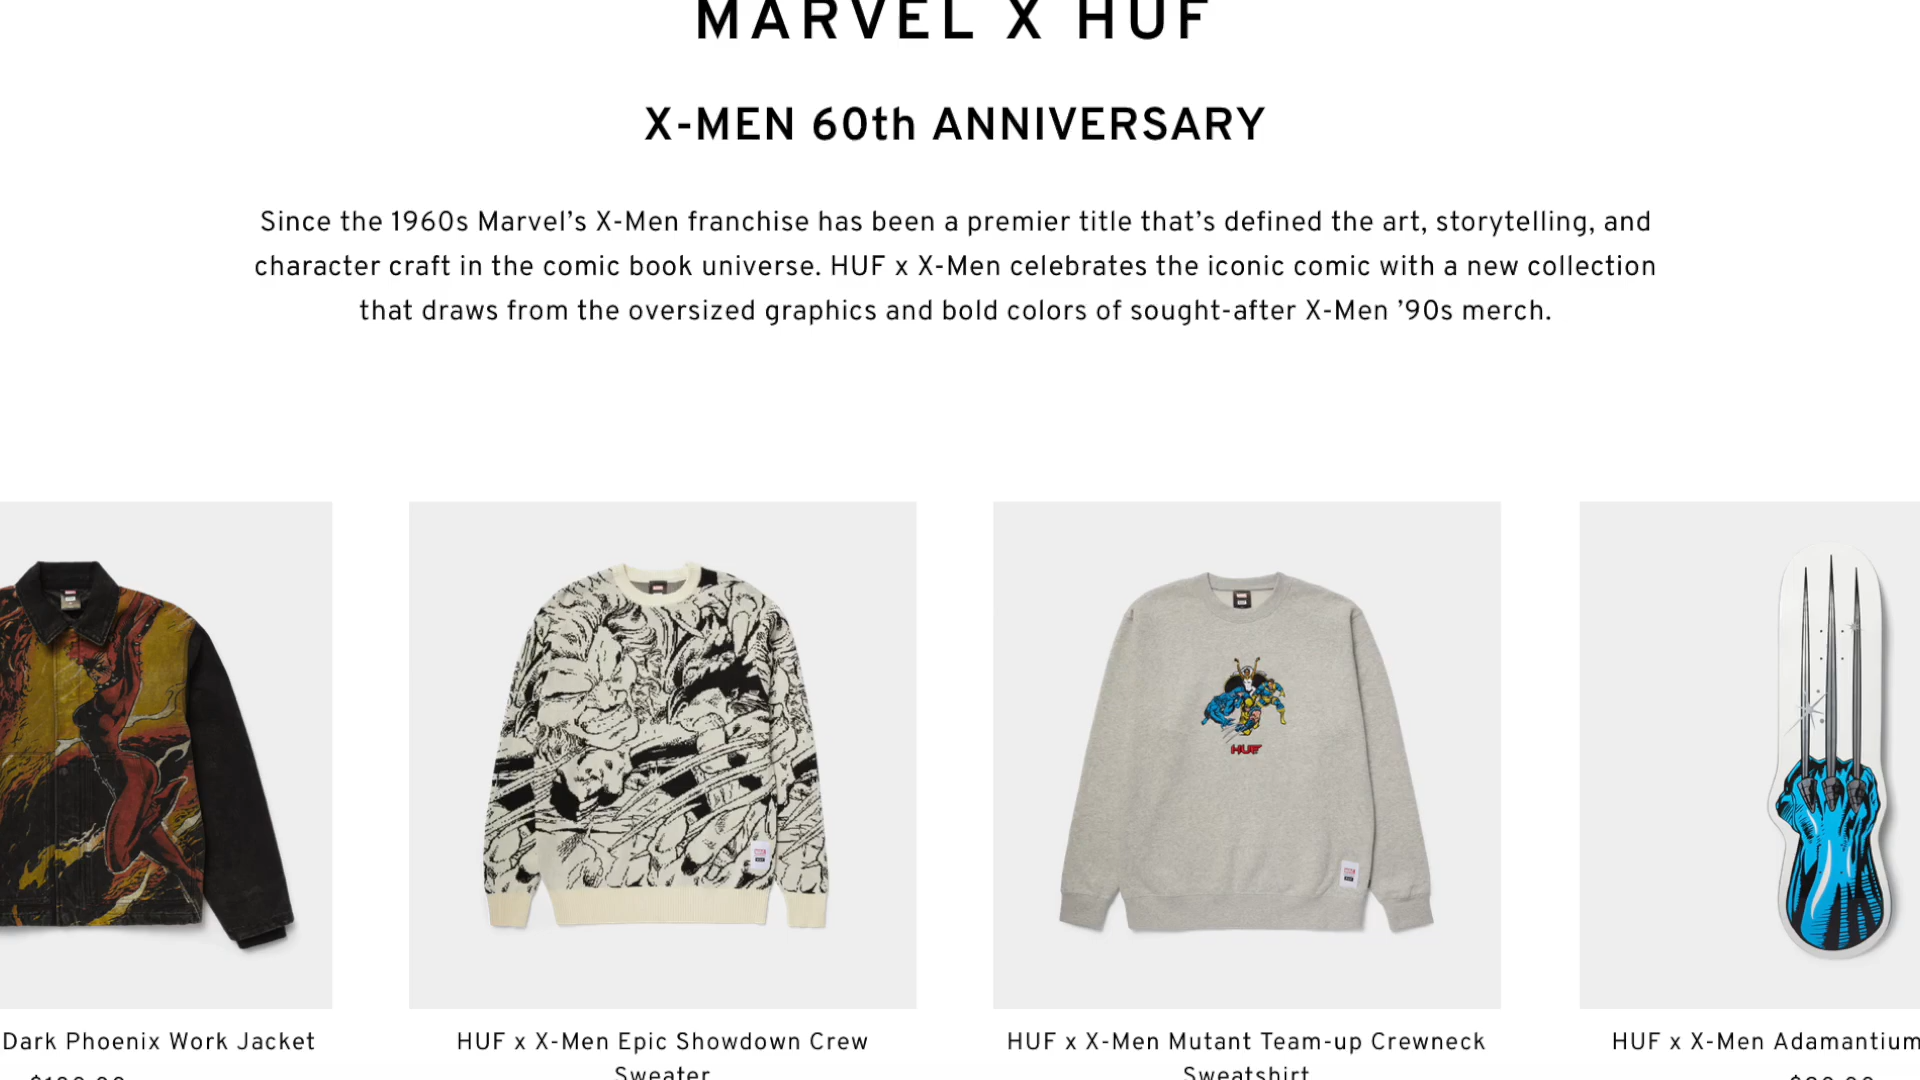 MARVEL X HUF
X-MEN 60th ANNIVERSARY
Since the 1960s Marvel’s X-Men franchise has been a premier title that’s defined the art, storytelling, and
character craft in the comic book universe. HUF x X-Men celebrates the iconic comic with a new collection
that draws from the oversized graphics and bold colors of sought-after X-Men ’90s merch.
HUF
Dark Phoenix Work Jacket
HUF x X-Men Epic Showdown Crew
Sweater
HUF x X-Men Mutant Team-up Crewneck
Sweatshirt
HUF x X-Men Adamantium